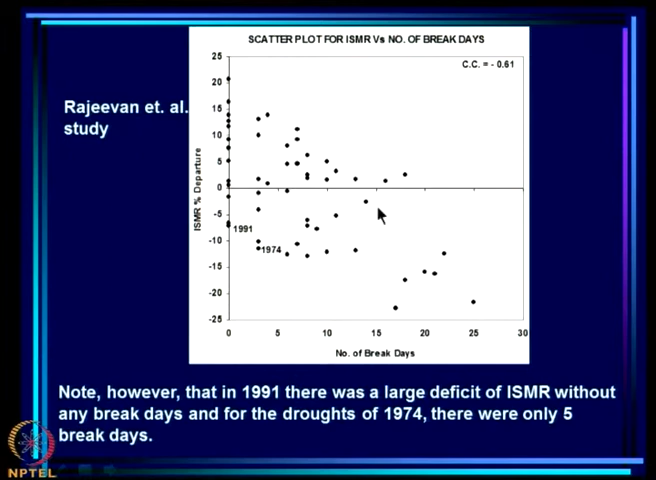 SCATTER PLOT FOR ISMR Vs NO. OF BREAK DAYS
C.C. = - 0.61
Rajeevan et. al.
study
ISMR % Departure
25
20
15
10
5
0
-5
-10
-15
-20
-25
1991
1974
0 5 10 15 20 25 30
No. of Break Days
Note, however, that in 1991 there was a large deficit of ISMR without
any break days and for the droughts of 1974, there were only 5
break days.
NPTEL